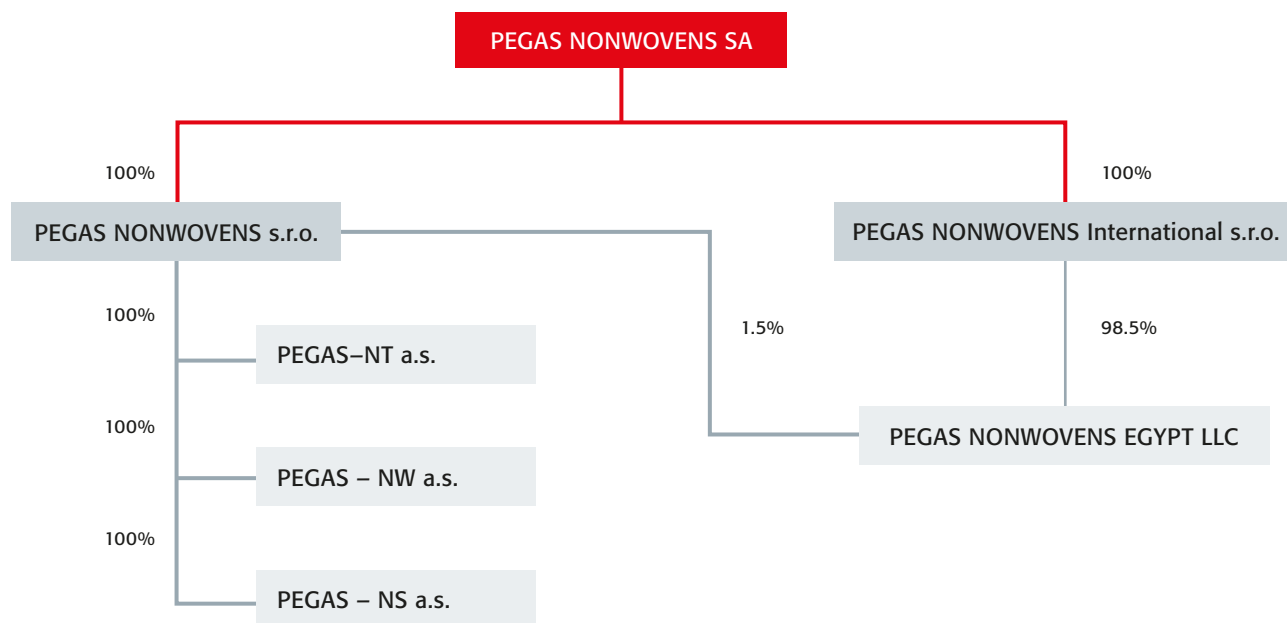 PEGAS NONWOVENS SA
100%
100%
PEGAS NONWOVENS s.r.o.
PEGAS NONWOVENS International s.r.o.
100%
1.5%
98.5%
PEGAS–NT a.s.
100%
PEGAS NONWOVENS EGYPT LLC
PEGAS – NW a.s.
100%
PEGAS – NS a.s.